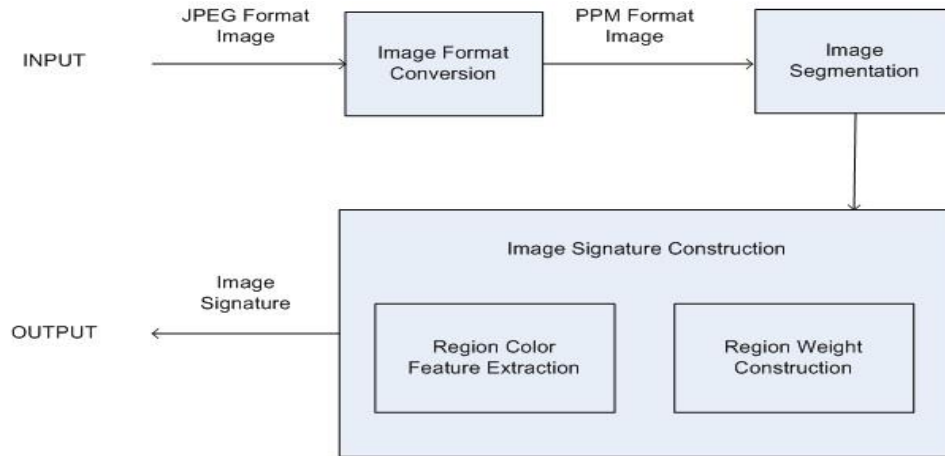 INPUT
JPEG Format
Image
Image Format
Conversion
PPM Format
Image
Image
Segmentation
Image Signature Construction
Region Color
Feature Extraction
Region Weight
Construction
Image
Signature
OUTPUT